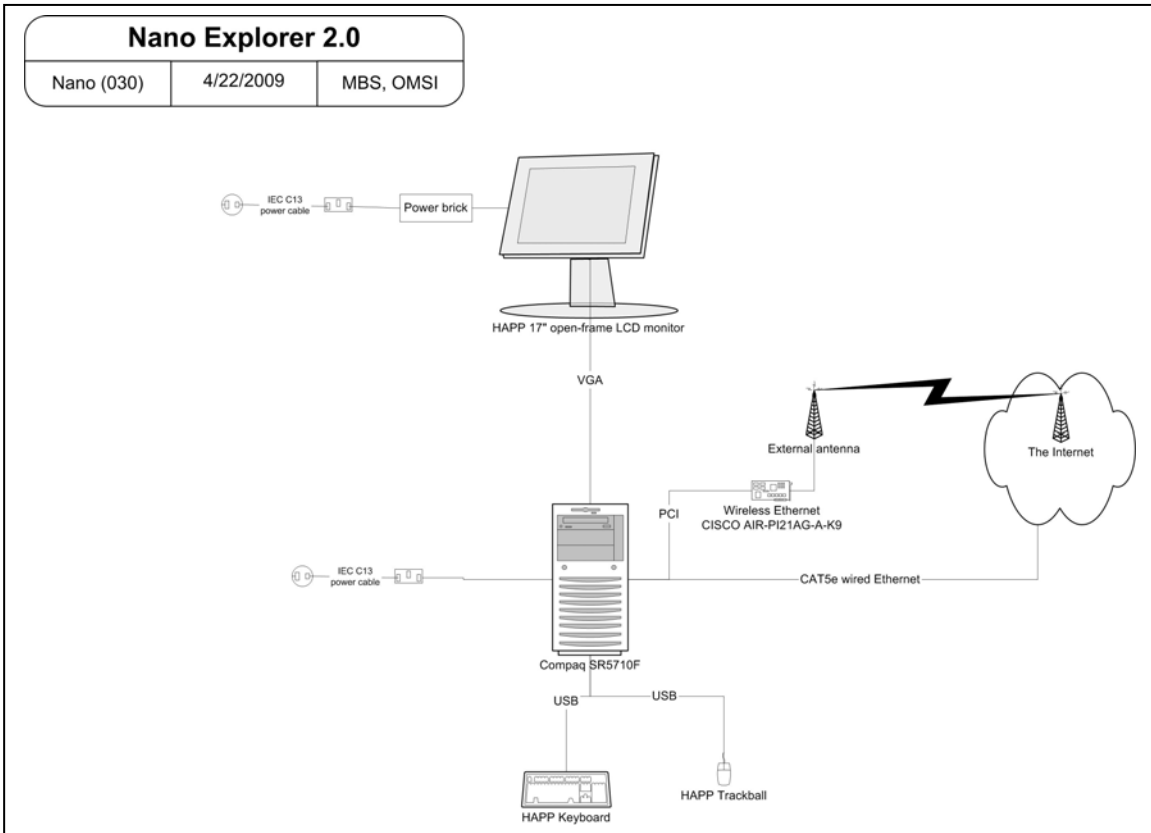 Nano Explorer 2.0
Nano (030)
4/22/2009
MBS, OMSI
IEC C13
power cable
Power brick
HAPP 17" open-frame LCD monitor
VGA
External antenna
The Internet
PCI
Wireless Ethernet
CISCO AIR-PI21AG-A-K9
IEC C13
power cable
CAT5e wired Ethernet
Compaq SR5710F
USB
USB
HAPP Trackball
HAPP Keyboard